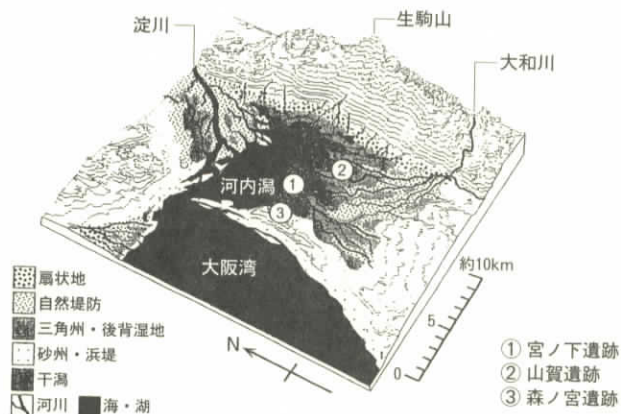 生駒山
淀川
大和川
河内潟
①
②
③
大阪湾
扇状地
自然堤防
三角州・後背湿地
砂州・浜堤
干潟
河川
海・湖
N
約10km
5
0
① 宮ノ下遺跡
② 山賀遺跡
③ 森ノ宮遺跡